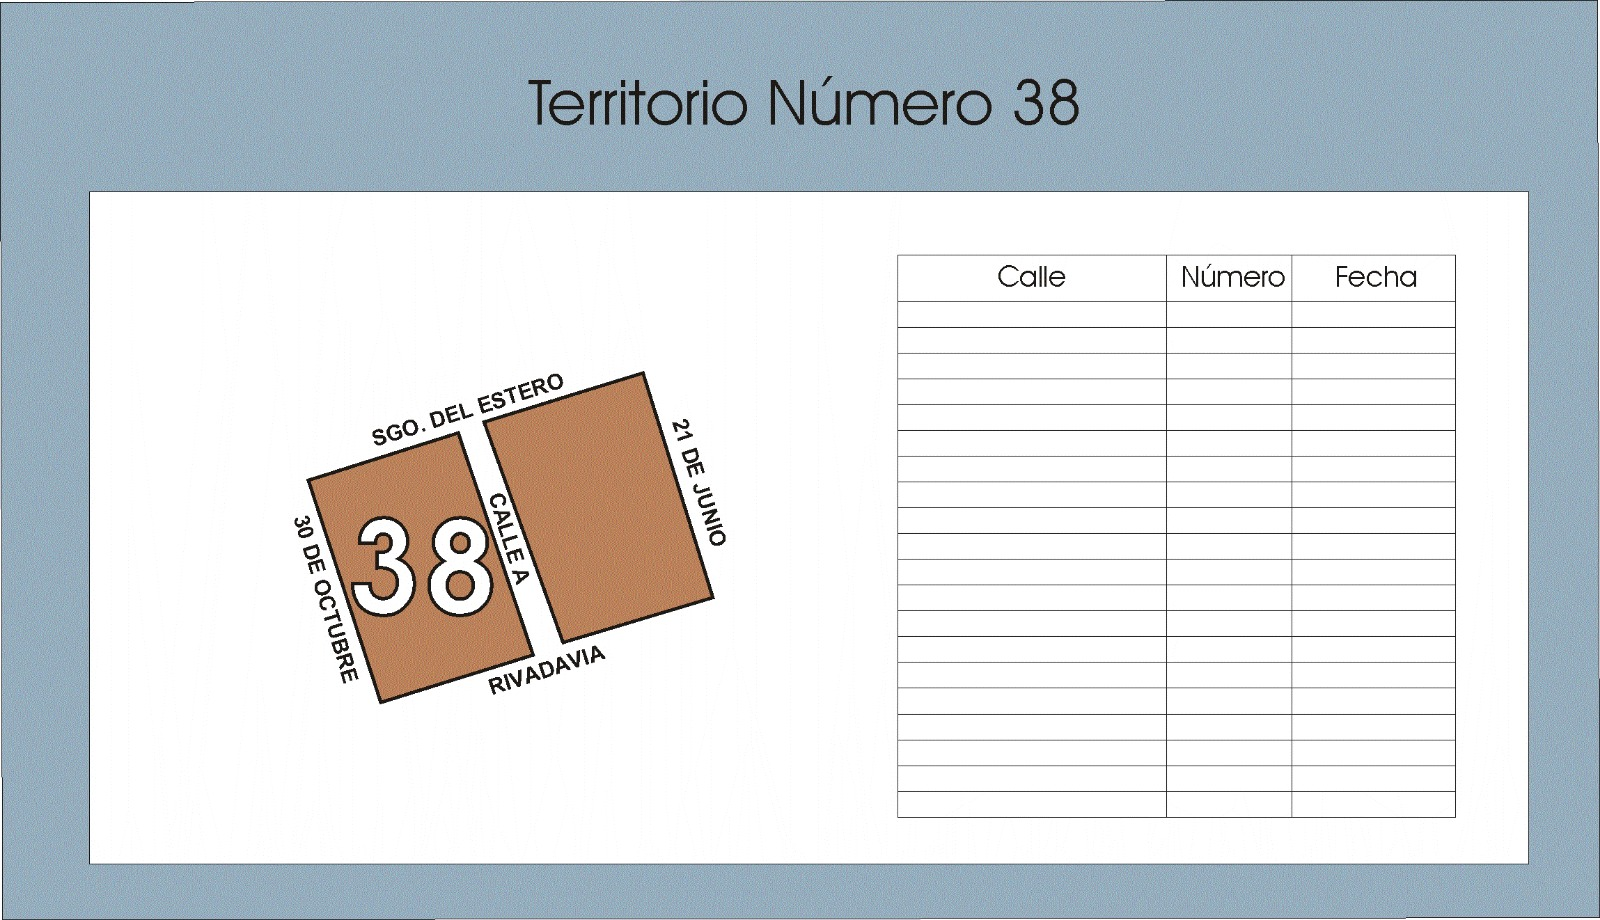 Territorio Número 38
Calle Número Fecha
SGO. DEL ESTERO
21 DE JUNIO
30 DE OCTUBRE
38
CALLE A
RIVADAVIA